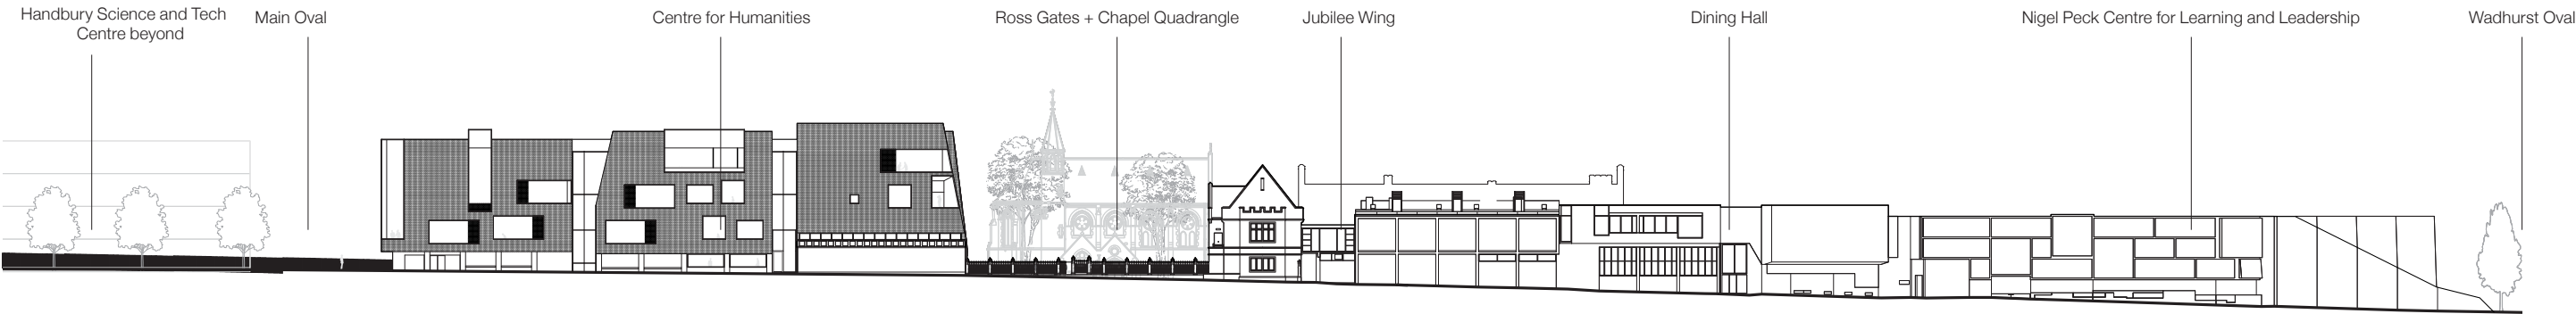 Handbury Science and Tech
Centre beyond
Main Oval
Centre for Humanities
Ross Gates + Chapel Quadrangle
Jubilee Wing
Dining Hall
Nigel Peck Centre for Learning and Leadership
Wadhurst Oval